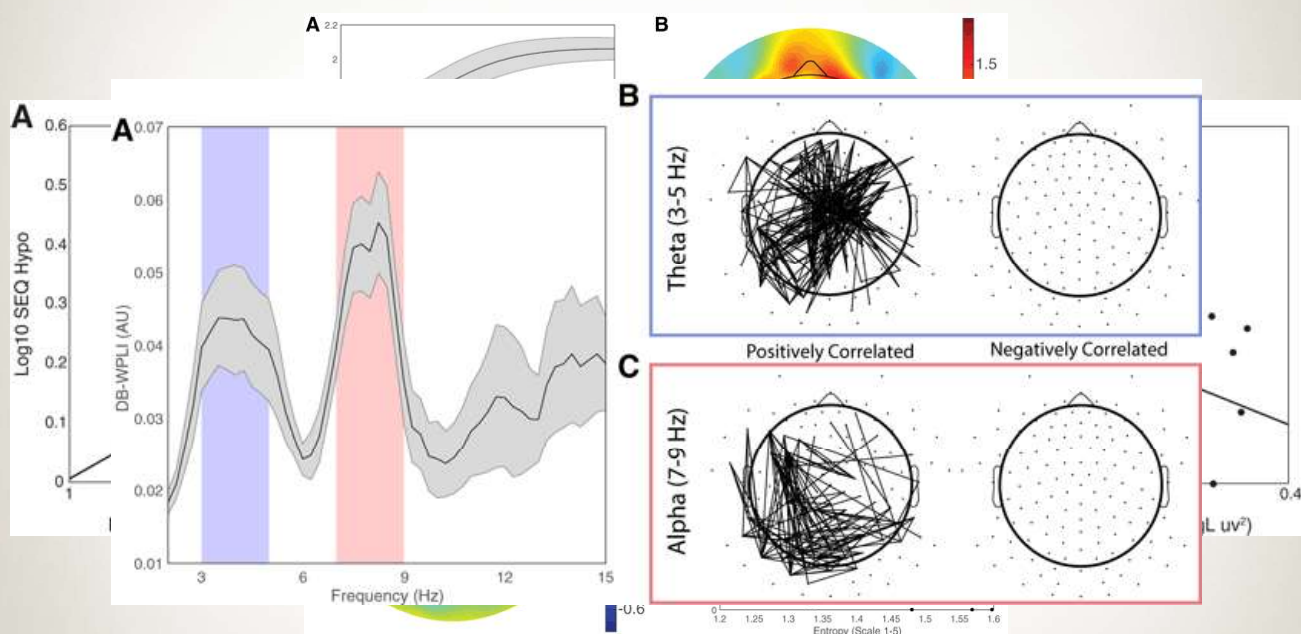 A
2.2
2
B
1.5
A
0.6
0.5
0.4
0.3
0.2
0.1
0
1
Log10 SEQ Hypo
A
0.07
0.06
0.05
0.04
0.03
0.02
0.01
DB-WPLI (AU)
3 6 9 12 15
Frequency (Hz)
B
Theta (3-5 Hz)
Positively Correlated Negatively Correlated
C
Alpha (7-9 Hz)
0.4
uv²)
-0.6
0
1.2 1.25 1.3 1.35 1.4 1.45 1.5 1.55 1.6
Entropy (Scale 1-5)